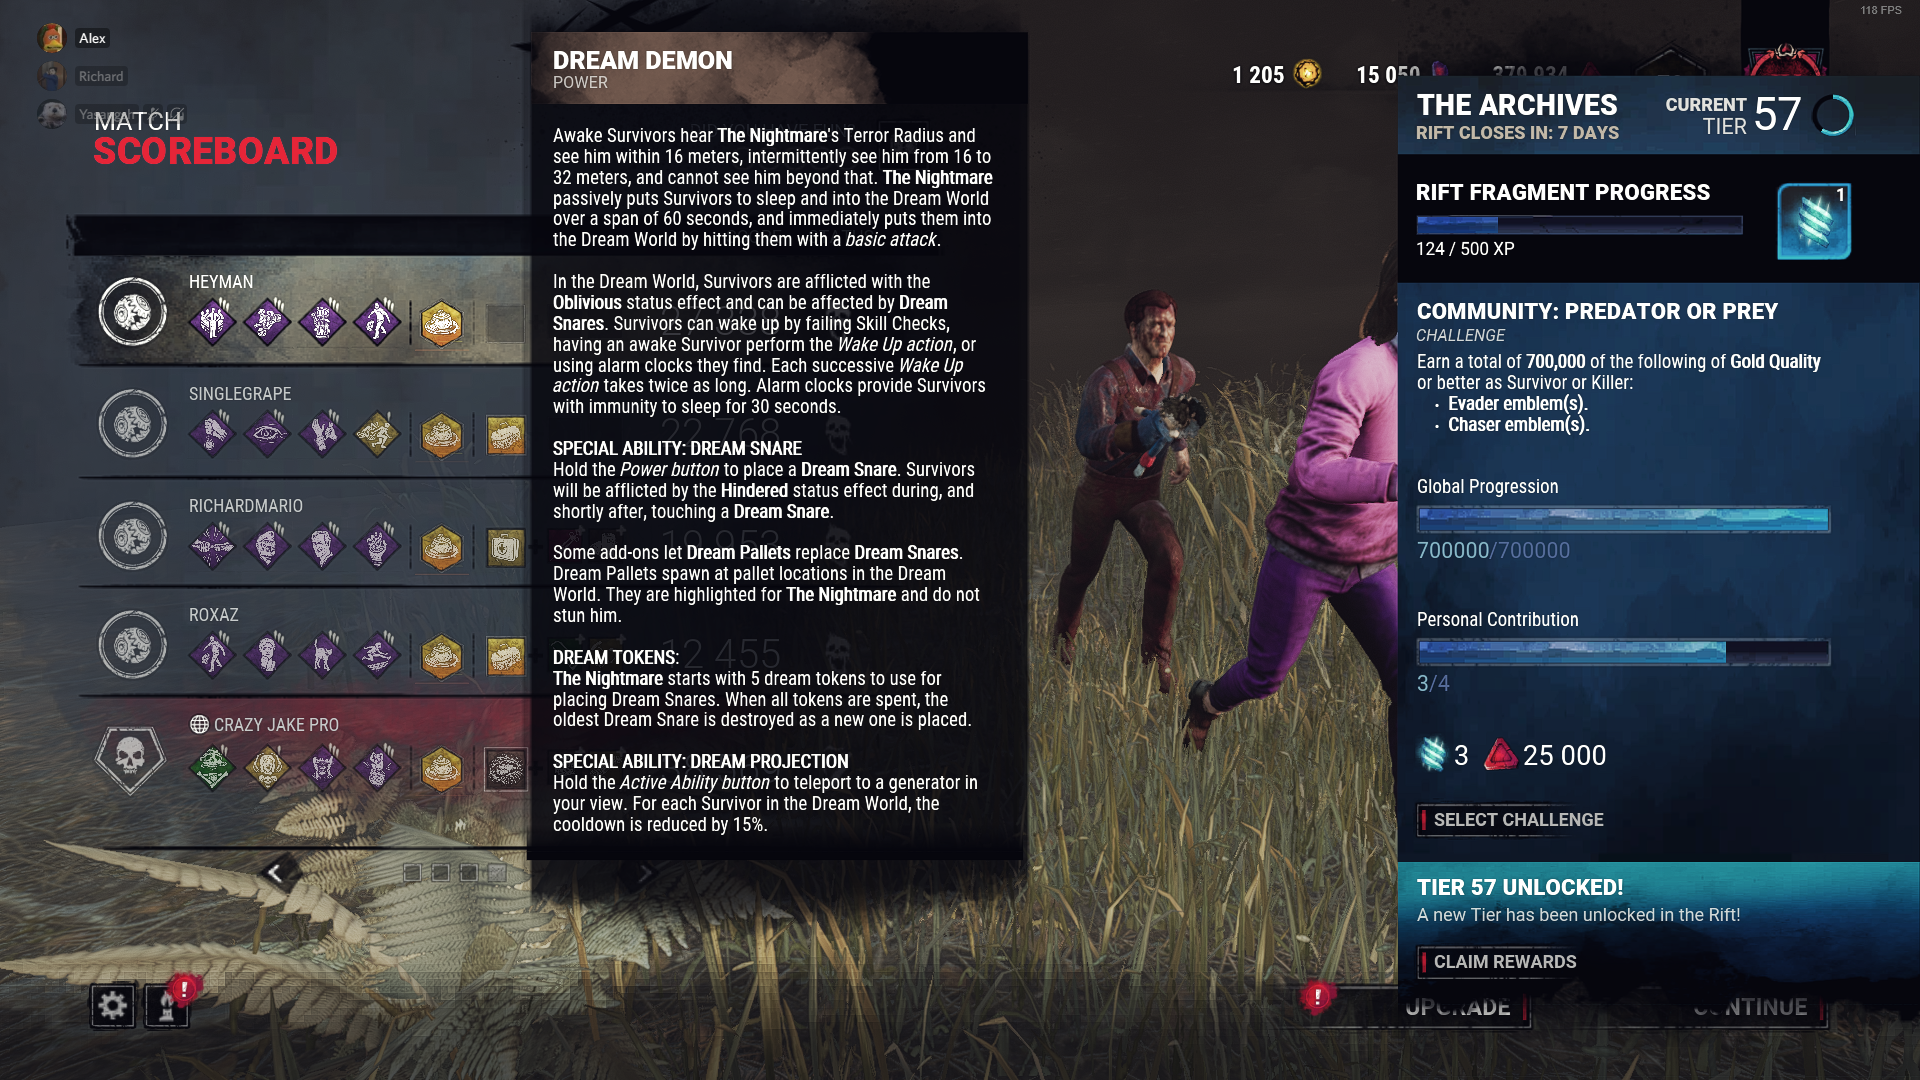 118 FPS
Alex
Richard
MATCH
SCOREBOARD
HEYMAN
SINGLEGRAPE
22 768
RICHARDMARIO
19 953
ROXAZ
12 455
CRAZY JAKE PRO
DREAM DEMON
POWER
Awake Survivors hear The Nightmare's Terror Radius and
see him within 16 meters, intermittently see him from 16 to
32 meters, and cannot see him beyond that. The Nightmare
passively puts Survivors to sleep and into the Dream World
over a span of 60 seconds, and immediately puts them into
the Dream World by hitting them with a basic attack.
In the Dream World, Survivors are afflicted with the
Oblivious status effect and can be affected by Dream
Snares. Survivors can wake up by failing Skill Checks,
having an awake Survivor perform the Wake Up action, or
using alarm clocks they find. Each successive Wake Up
action takes twice as long. Alarm clocks provide Survivors
with immunity to sleep for 30 seconds.
SPECIAL ABILITY: DREAM SNARE
Hold the Power button to place a Dream Snare. Survivors
will be afflicted by the Hindered status effect during, and
shortly after, touching a Dream Snare.
Some add-ons let Dream Pallets replace Dream Snares.
Dream Pallets spawn at pallet locations in the Dream
World. They are highlighted for The Nightmare and do not
stun him.
DREAM TOKENS:
The Nightmare starts with 5 dream tokens to use for
placing Dream Snares. When all tokens are spent, the
oldest Dream Snare is destroyed as a new one is placed.
SPECIAL ABILITY: DREAM PROJECTION
Hold the Active Ability button to teleport to a generator in
your view. For each Survivor in the Dream World, the
cooldown is reduced by 15%.
1 205
15 050
379 934
THE ARCHIVES
RIFT CLOSES IN: 7 DAYS
CURRENT
TIER 57
RIFT FRAGMENT PROGRESS
1
124 / 500 XP
COMMUNITY: PREDATOR OR PREY
CHALLENGE
Earn a total of 700,000 of the following of Gold Quality
or better as Survivor or Killer:
• Evader emblem(s).
• Chaser emblem(s).
Global Progression
700000/700000
Personal Contribution
3/4
3 25 000
SELECT CHALLENGE
TIER 57 UNLOCKED!
A new Tier has been unlocked in the Rift!
CLAIM REWARDS
UPGRADE
CONTINUE